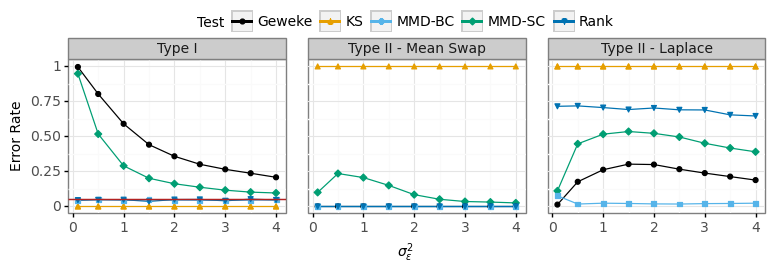 Test Geweke KS MMD-BC MMD-SC Rank
Type I Type II - Mean Swap Type II - Laplace
Error Rate
1
0.75
0.50
0.25
0
0 1 2 3 4 0 1 2 3 4 0 1 2 3 4
σ²_ε